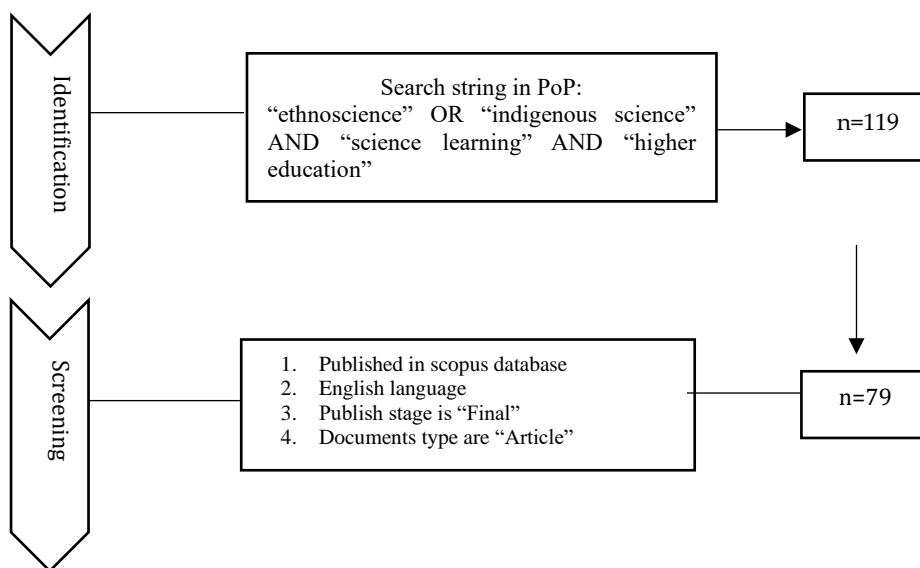 Identification
Search string in PoP:
“ethnoscience” OR “indigenous science”
AND “science learning” AND “higher
education”
n=119
Screening
1. Published in scopus database
2. English language
3. Publish stage is “Final”
4. Documents type are “Article”
n=79